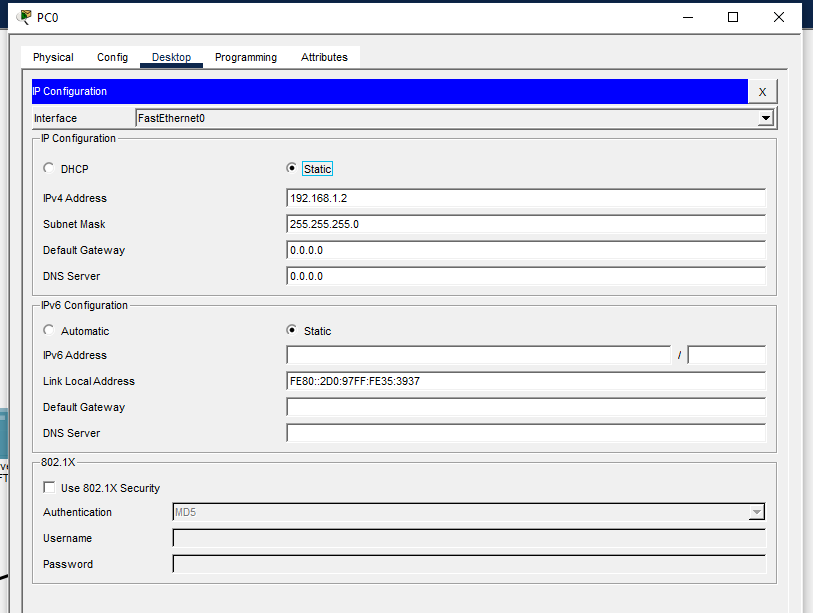 PC0
Physical Config Desktop Programming Attributes
IP Configuration X
Interface FastEthernet0
IP Configuration
DHCP Static
IPv4 Address 192.168.1.2
Subnet Mask 255.255.255.0
Default Gateway 0.0.0.0
DNS Server 0.0.0.0
IPv6 Configuration
Automatic Static
IPv6 Address /
Link Local Address FE80::2D0:97FF:FE35:3937
Default Gateway
DNS Server
802.1X
Use 802.1X Security
Authentication MD5
Username
Password